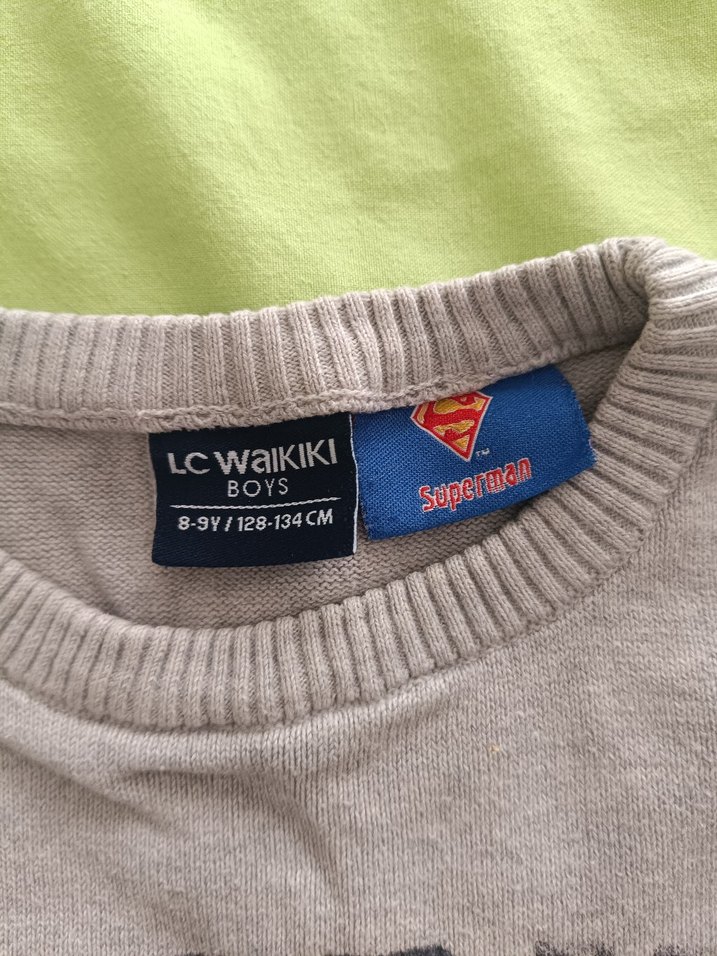 LC WAIKIKI
BOYS
8-9Y / 128-134 CM
S
TM
Superman